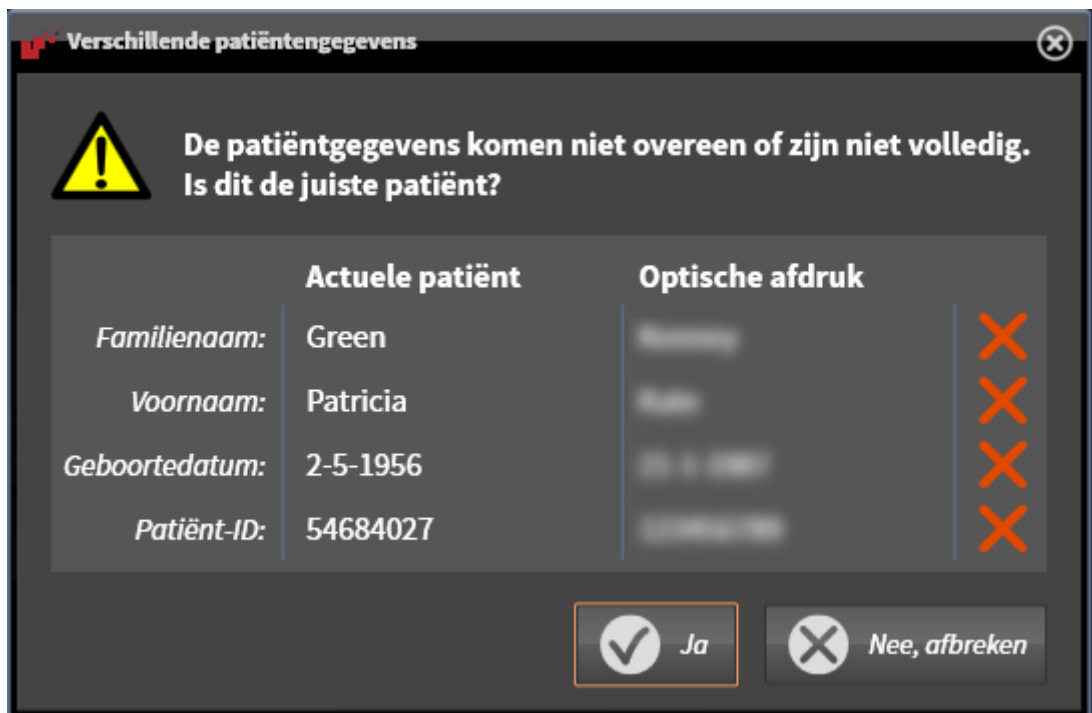 Verschillende patiëntengegevens
De patiëntgegevens komen niet overeen of zijn niet volledig.
Is dit de juiste patiënt?
Actuele patiënt Optische afdruk
Familienaam: Green
Voornaam: Patricia
Geboortedatum: 2-5-1956
Patiënt-ID: 54684027
Ja Nee, afbreken